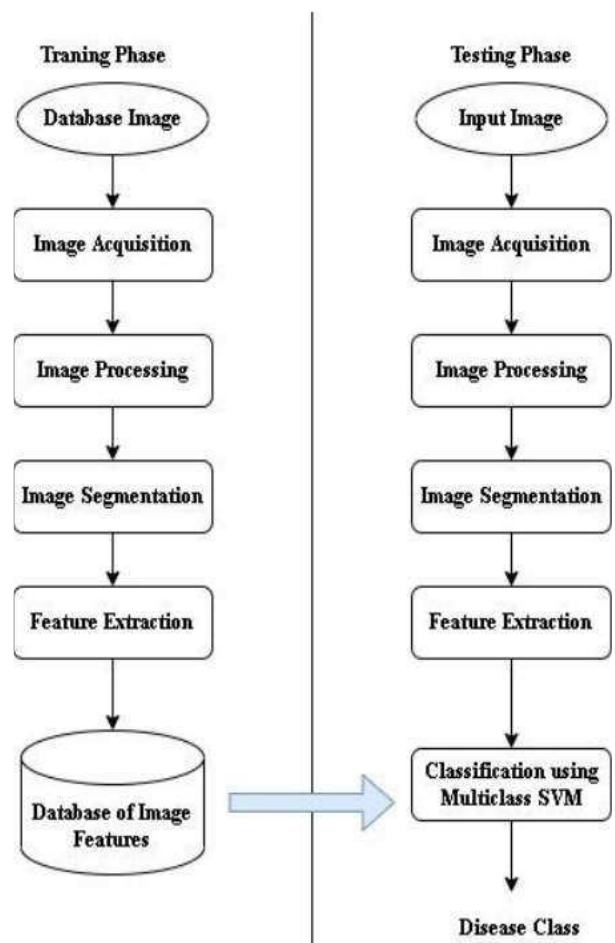 Traning Phase
Database Image
Image Acquisition
Image Processing
Image Segmentation
Feature Extraction
Database of Image
Features
Testing Phase
Input Image
Image Acquisition
Image Processing
Image Segmentation
Feature Extraction
Classification using
Multiclass SVM
Disease Class